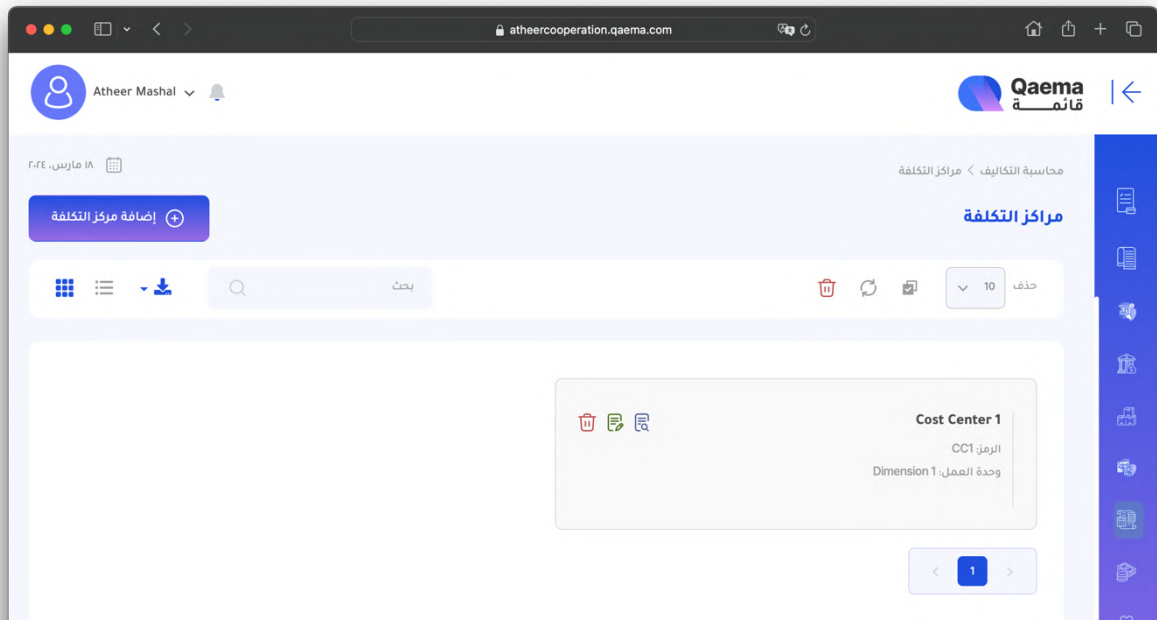 atheercooperation.qaema.com
Atheer Mashal
Qaema
قائمـــة
محاسبة التكاليف > مراكز التكلفة
١٨ مارس، ٢٠٢٤
مراكز التكلفة
إضافة مركز التكلفة
حذف
10
بحث
Cost Center 1
الرمز: CC1
وحدة العمل: Dimension 1
1